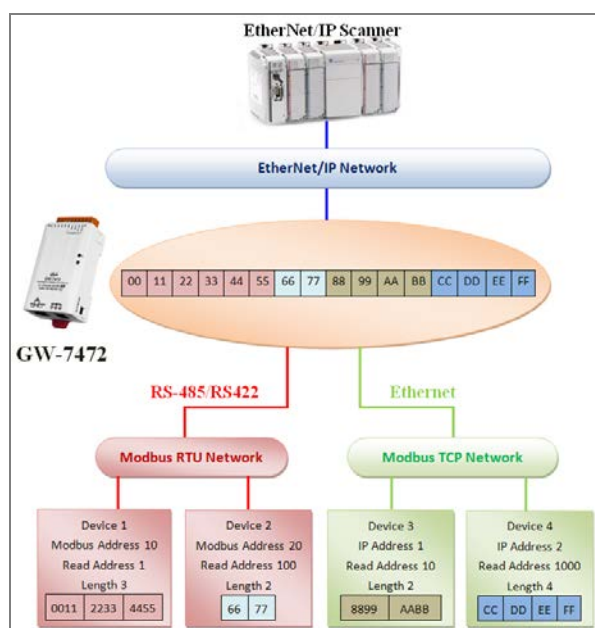 EtherNet/IP Scanner
EtherNet/IP Network
00 11 22 33 44 55 66 77 88 99 AA BB CC DD EE FF
GW-7472
RS-485/RS422 Ethernet
Modbus RTU Network Modbus TCP Network
Device 1
Modbus Address 10
Read Address 1
Length 3
0011 2233 4455
Device 2
Modbus Address 20
Read Address 100
Length 2
66 77
Device 3
IP Address 1
Read Address 10
Length 2
8899 AABB
Device 4
IP Address 2
Read Address 1000
Length 4
CC DD EE FF